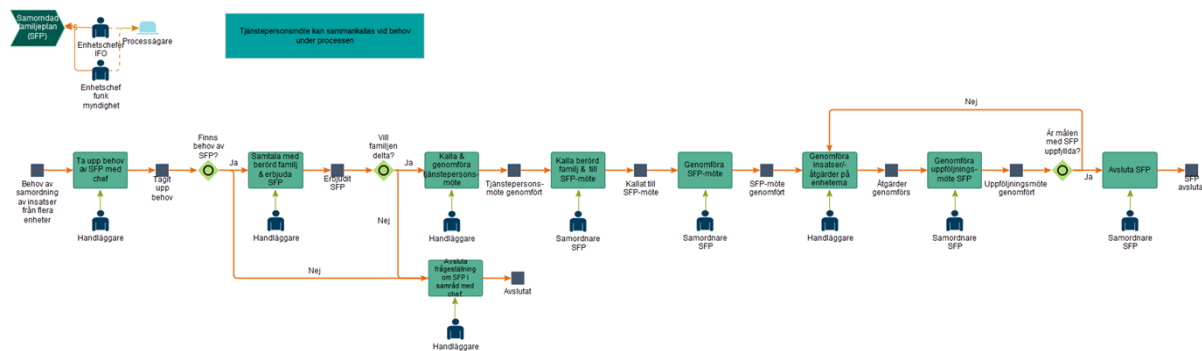 Samorndad
familjeplan
(SFP)
Enhetschefer
IFO
Processägare
Enhetschef
funk
myndighet
Tjänstepersonsmöte kan sammankallas vid behov
under processen
Behov av
samordning
av insatser
från flera
enheter
Ta upp behov
av SFP med
chef
Handläggare
Tagit
upp
behov
Finns
behov av
SFP?
Ja
Nej
Samtala med
berörd familj
& erbjuda
SFP
Handläggare
Erbjudit
SFP
Vill
familjen
delta?
Ja
Nej
Kalla &
genomföra
tjänstepersons-
möte
Handläggare
Tjänstepersons-
möte genomfört
Kalla berörd
familj & till
SFP-möte
Samordnare
SFP
Kallat till
SFP-möte
Genomföra
SFP-möte
Samordnare
SFP
SFP-möte
genomfört
Genomföra
insatser/-
åtgärder på
enheterna
Handläggare
Åtgärder
genomförs
Genomföra
uppföljnings-
möte SFP
Samordnare
SFP
Uppföljningsmöte
genomfört
Är målen
med SFP
uppfyllda?
Nej
Ja
Avsluta SFP
Samordnare
SFP
SFP
avsluta
Avsluta
frågeställning
om SFP i
samråd med
chef
Handläggare
Avslutat